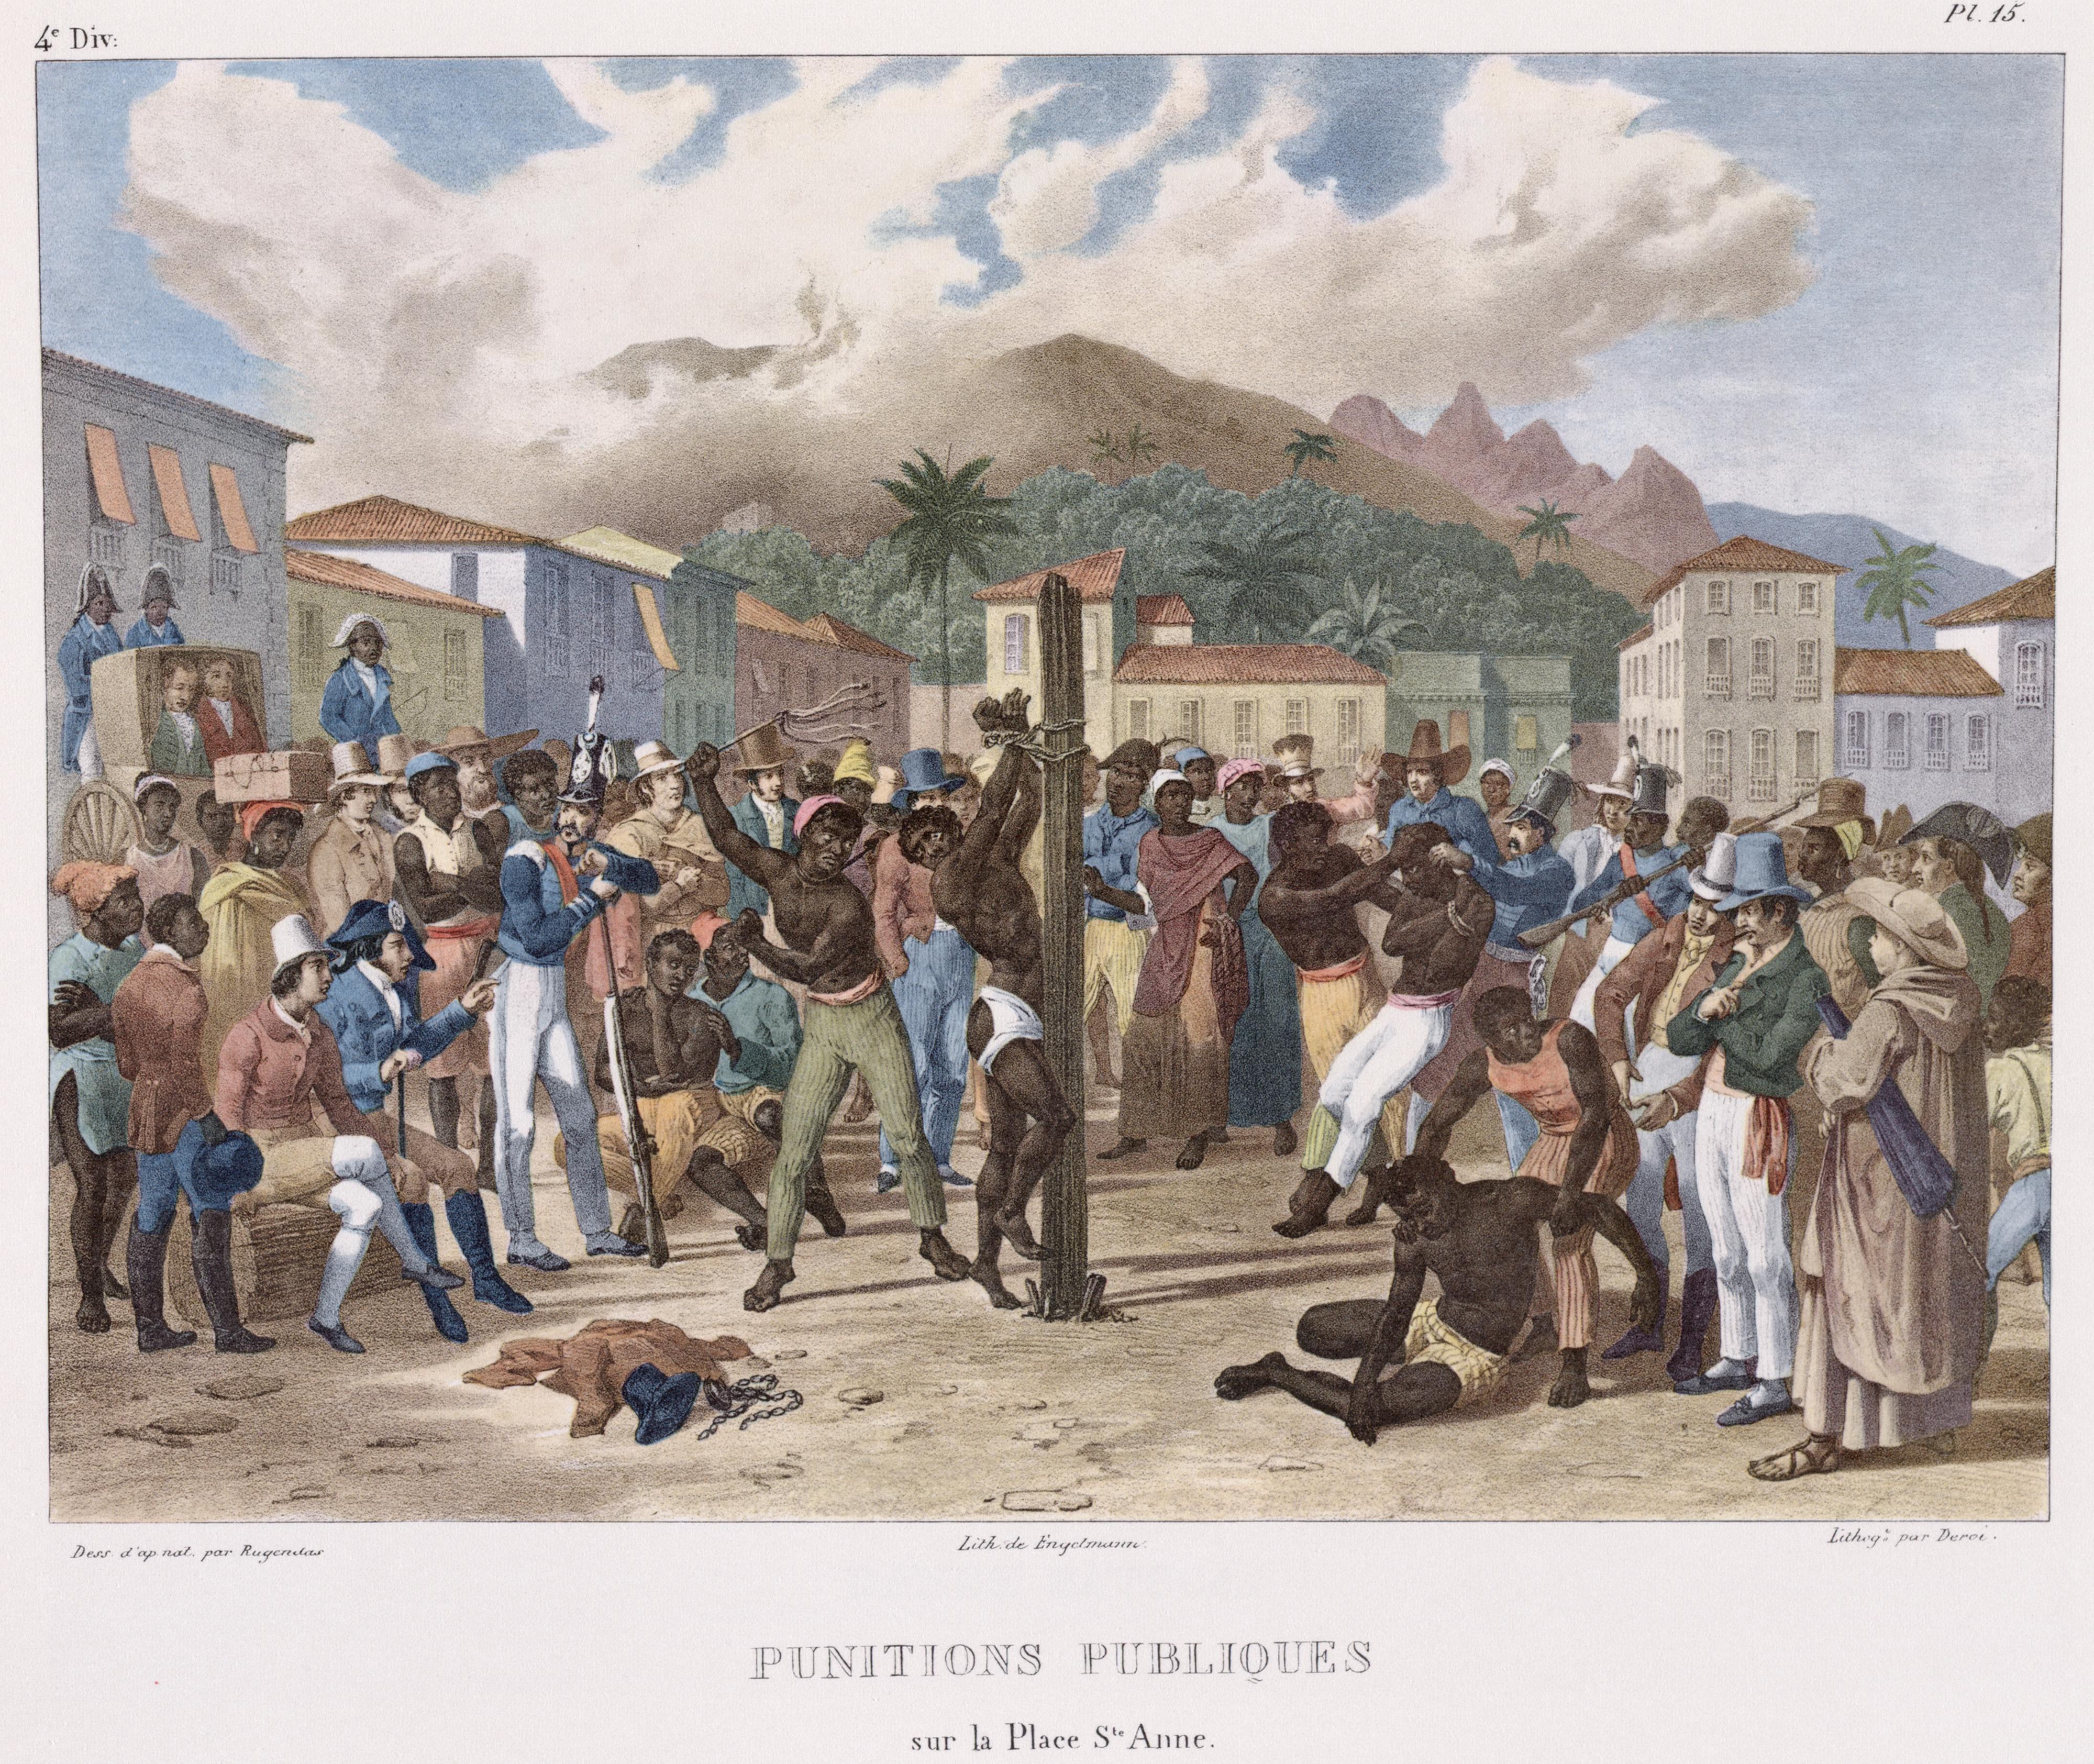 4e Div:
Pl. 15.
Dess. d'ap. nat. par Rugendas
Lith. de Engelmann.
Lithog: par Deroi.
PUNITIONS PUBLIQUES
sur la Place Ste Anne.